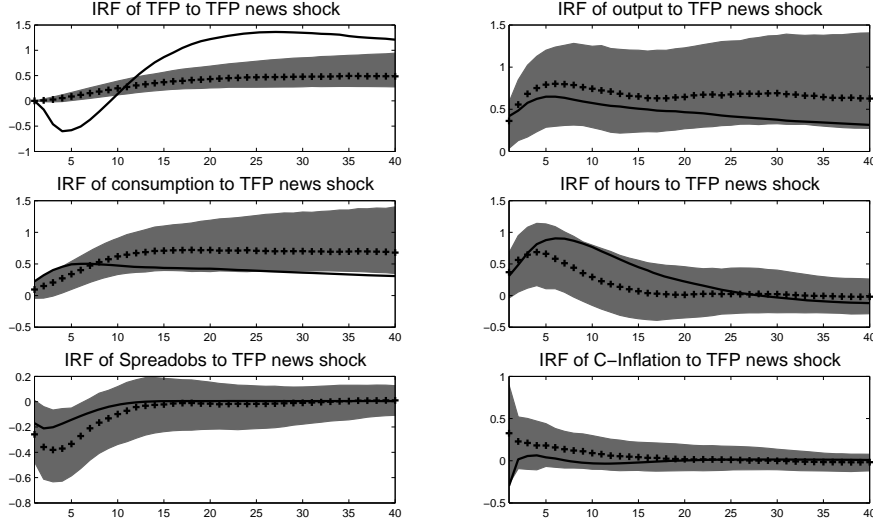 IRF of TFP to TFP news shock
1.5
1
0.5
0
−0.5
−1
5 10 15 20 25 30 35 40
IRF of output to TFP news shock
1.5
1
0.5
0
5 10 15 20 25 30 35 40
IRF of consumption to TFP news shock
1.5
1
0.5
0
−0.5
5 10 15 20 25 30 35 40
IRF of hours to TFP news shock
1.5
1
0.5
0
−0.5
5 10 15 20 25 30 35 40
IRF of Spreadobs to TFP news shock
0.2
0
−0.2
−0.4
−0.6
−0.8
5 10 15 20 25 30 35 40
IRF of C−Inflation to TFP news shock
1
0.5
0
−0.5
5 10 15 20 25 30 35 40